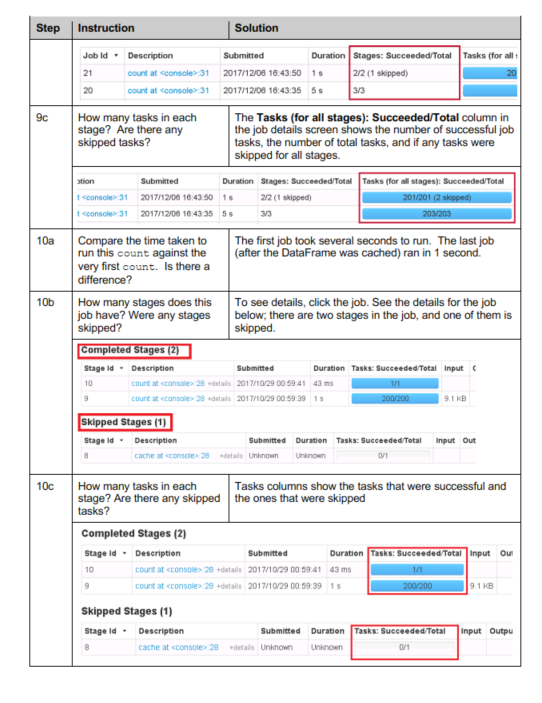 Step Instruction Solution
Job Id ▾ Description Submitted Duration Stages: Succeeded/Total Tasks (for all s
21 count at <console>:31 2017/12/06 16:43:50 1 s 2/2 (1 skipped) 20
20 count at <console>:31 2017/12/06 16:43:35 5 s 3/3
9c How many tasks in each The Tasks (for all stages): Succeeded/Total column in
stage? Are there any the job details screen shows the number of successful job
skipped tasks? tasks, the number of total tasks, and if any tasks were
skipped for all stages.
ption Submitted Duration Stages: Succeeded/Total Tasks (for all stages): Succeeded/Total
t <console>:31 2017/12/06 16:43:50 1 s 2/2 (1 skipped) 201/201 (2 skipped)
t <console>:31 2017/12/06 16:43:35 5 s 3/3 203/203
10a Compare the time taken to The first job took several seconds to run. The last job
run this count against the (after the DataFrame was cached) ran in 1 second.
very first count. Is there a
difference?
10b How many stages does this To see details, click the job. See the details for the job
job have? Were any stages below; there are two stages in the job, and one of them is
skipped? skipped.
Completed Stages (2)
Stage Id ▾ Description Submitted Duration Tasks: Succeeded/Total Input
10 count at <console>:28 +details 2017/10/29 00:59:41 43 ms 1/1
9 count at <console>:28 +details 2017/10/29 00:59:39 1 s 200/200 9.1 KB
Skipped Stages (1)
Stage Id ▾ Description Submitted Duration Tasks: Succeeded/Total Input Out
8 cache at <console>:28 +details Unknown Unknown 0/1
10c How many tasks in each Tasks columns show the tasks that were successful and
stage? Are there any skipped the ones that were skipped
tasks?
Completed Stages (2)
Stage Id ▾ Description Submitted Duration Tasks: Succeeded/Total Input Out
10 count at <console>:28 +details 2017/10/29 00:59:41 43 ms 1/1
9 count at <console>:28 +details 2017/10/29 00:59:39 1 s 200/200 9.1 KB
Skipped Stages (1)
Stage Id ▾ Description Submitted Duration Tasks: Succeeded/Total Input Outpu
8 cache at <console>:28 +details Unknown Unknown 0/1